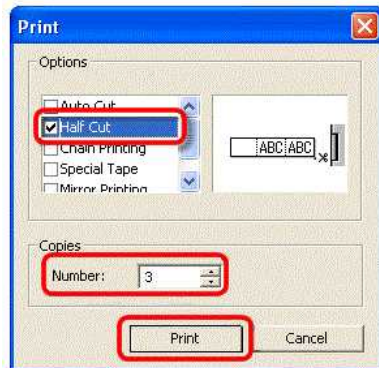 Print
Options
Auto Cut
Half Cut
Chain Printing
Special Tape
Mirror Printing
ABC ABC
Copies
Number: 3
Print Cancel